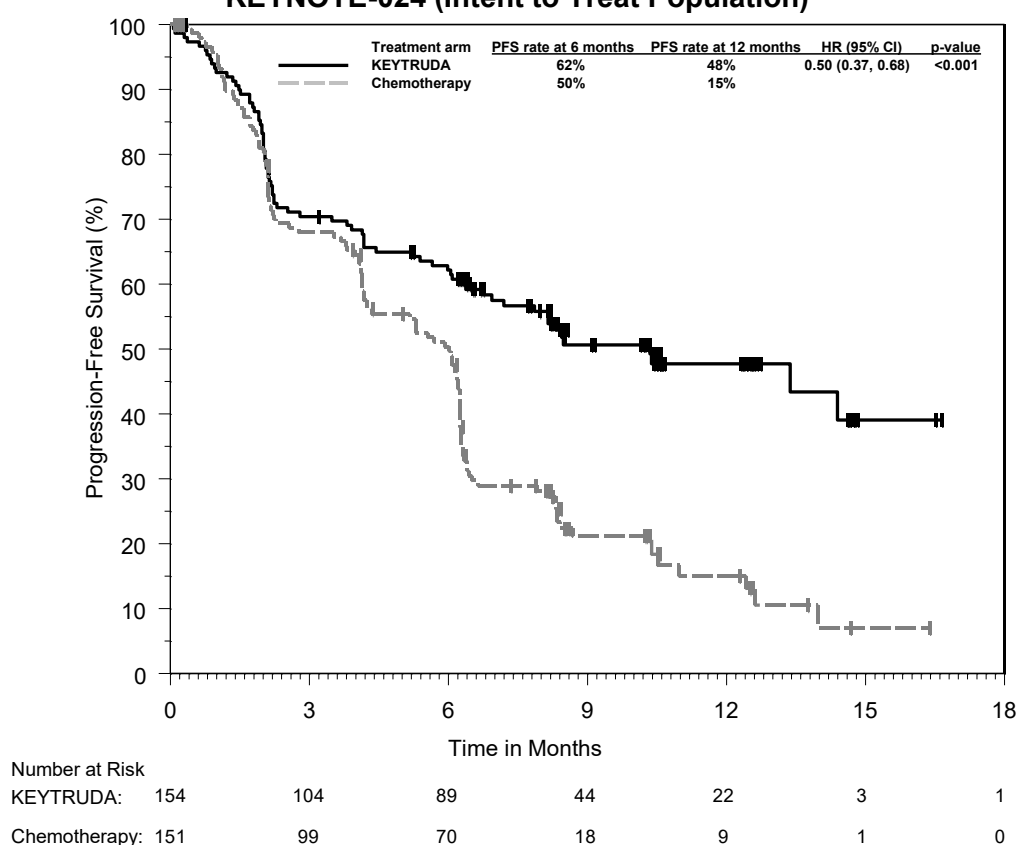 KEYNOTE-024 (Intent to Treat Population)
Treatment arm PFS rate at 6 months PFS rate at 12 months HR (95% CI) p-value
KEYTRUDA 62% 48% 0.50 (0.37, 0.68) <0.001
Chemotherapy 50% 15%
Progression-Free Survival (%)
100
90
80
70
60
50
40
30
20
10
0
0 3 6 9 12 15 18
Time in Months
Number at Risk
KEYTRUDA: 154 104 89 44 22 3 1
Chemotherapy: 151 99 70 18 9 1 0